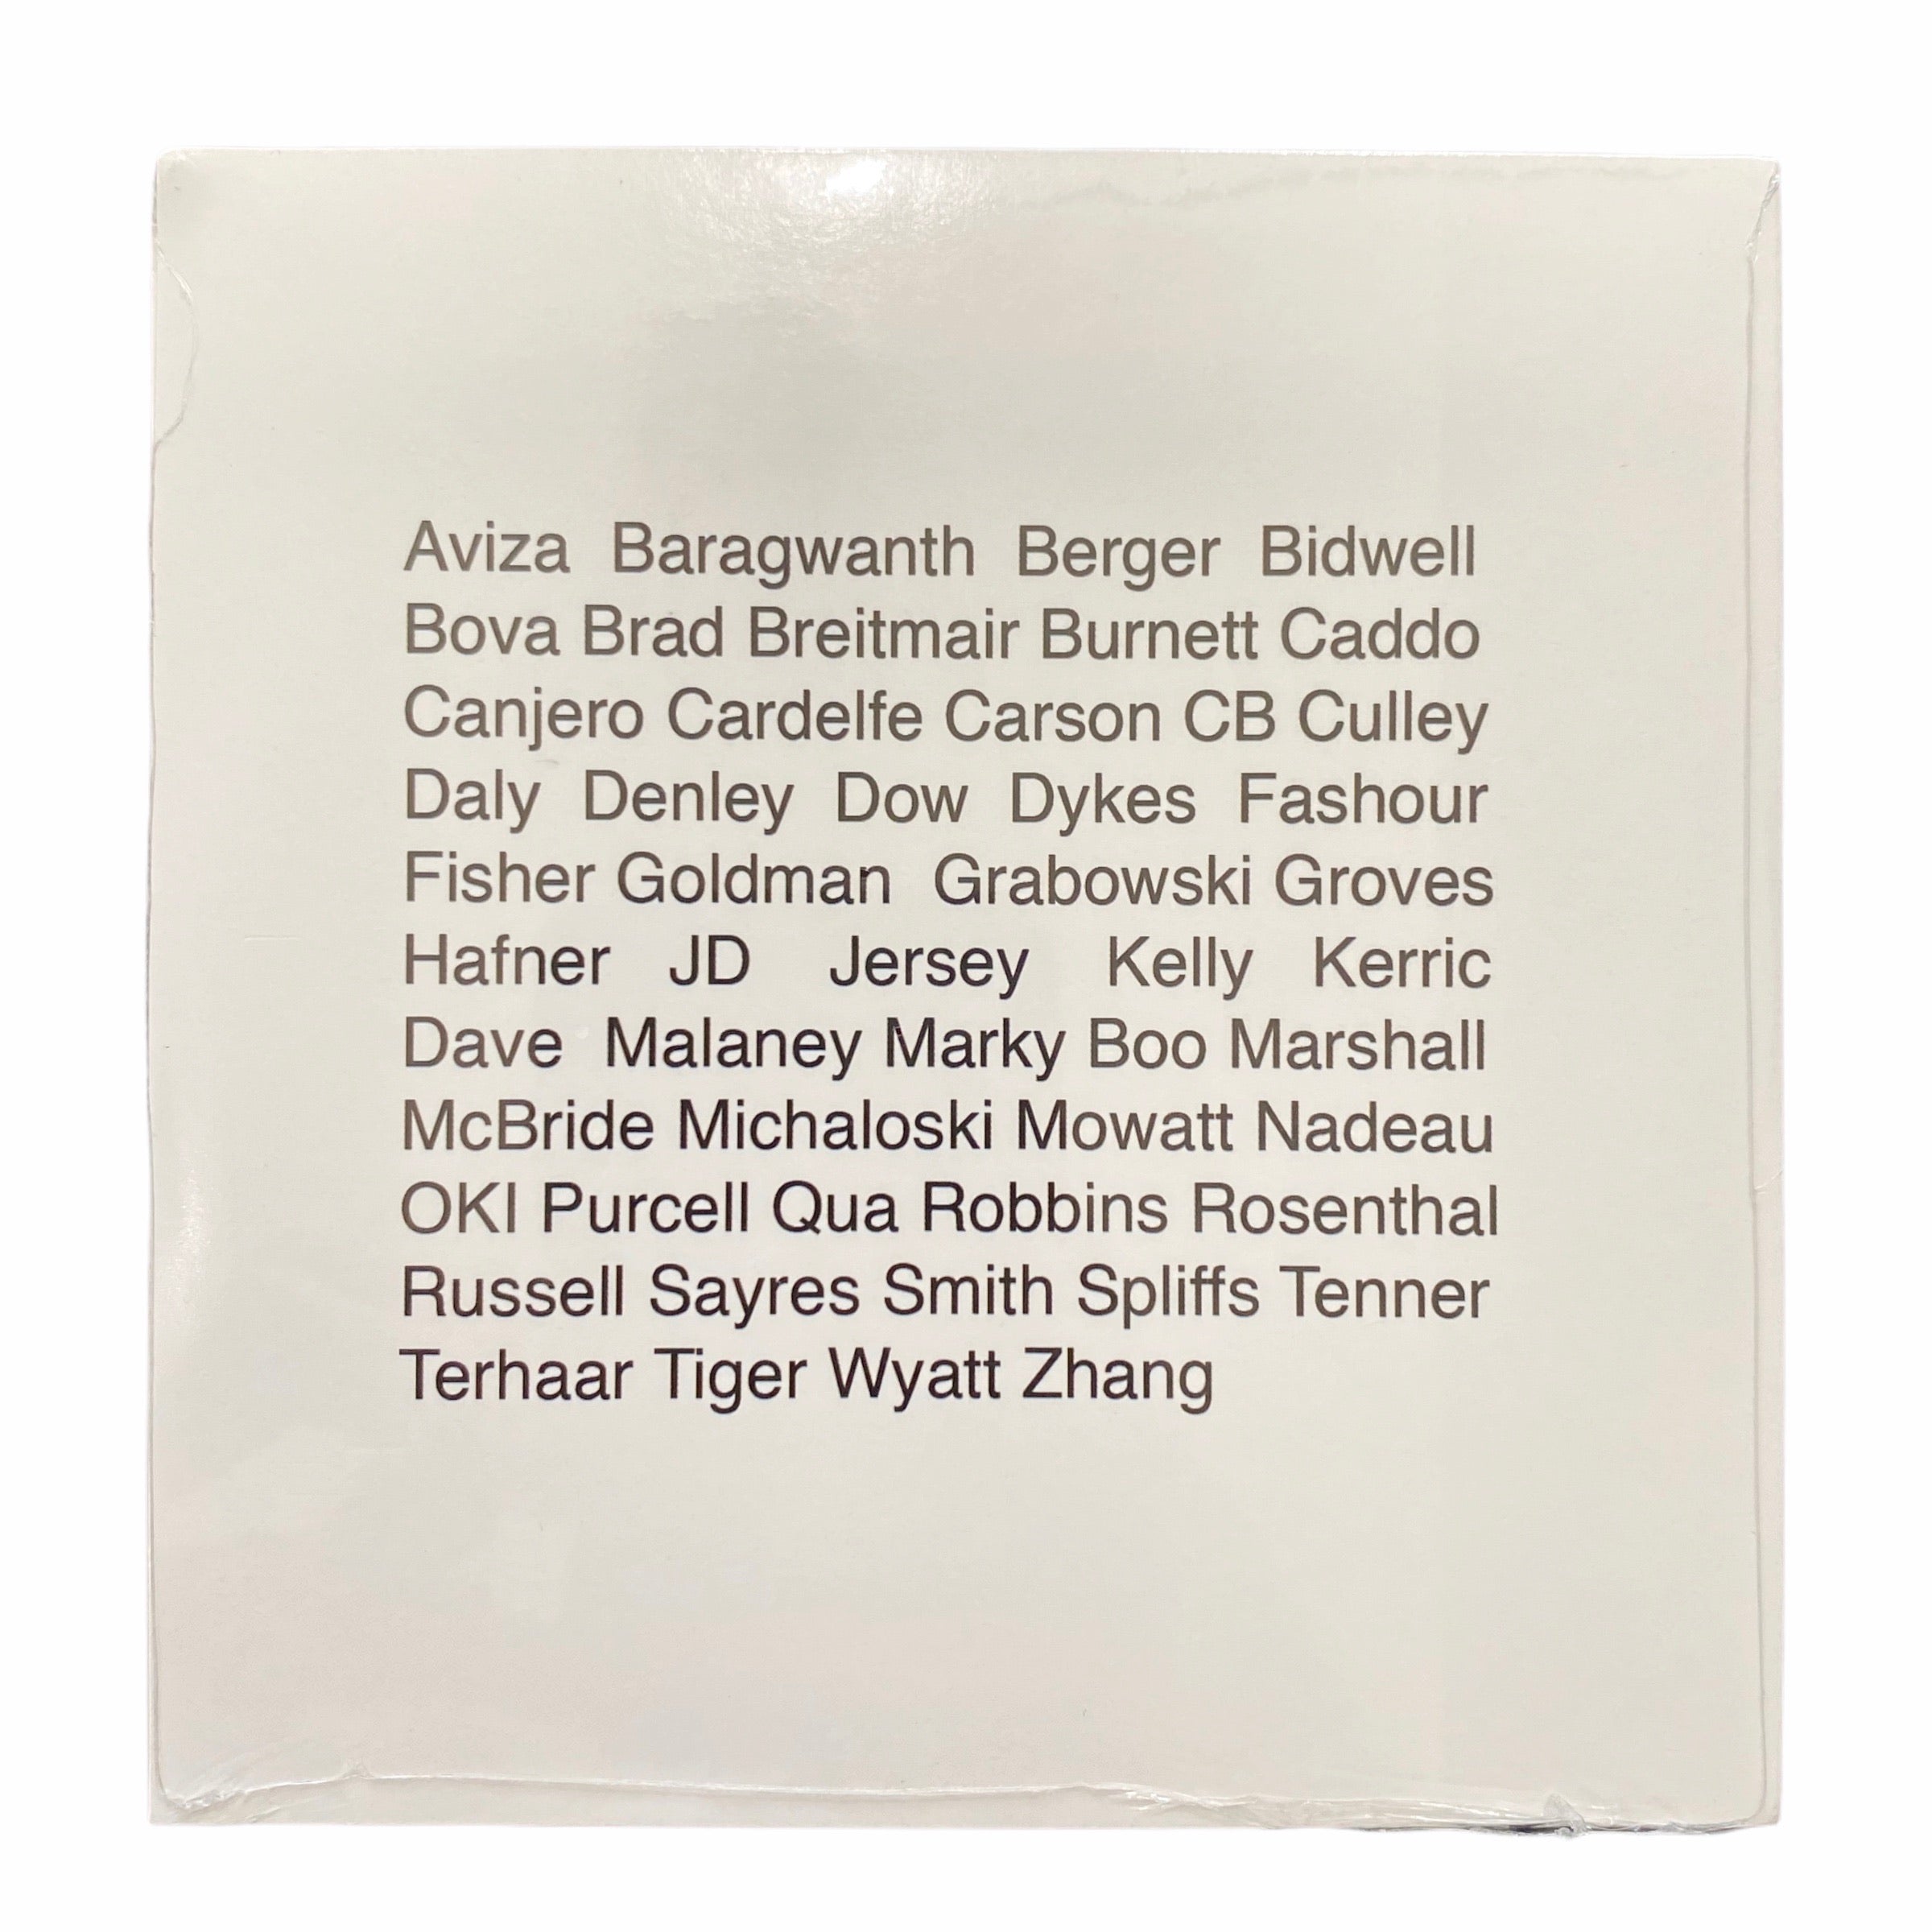 Aviza Baragwanth Berger Bidwell
Bova Brad Breitmair Burnett Caddo
Canjero Cardelfe Carson CB Culley
Daly Denley Dow Dykes Fashour
Fisher Goldman Grabowski Groves
Hafner JD Jersey Kelly Kerric
Dave Malaney Marky Boo Marshall
McBride Michaloski Mowatt Nadeau
OKI Purcell Qua Robbins Rosenthal
Russell Sayres Smith Spliffs Tenner
Terhaar Tiger Wyatt Zhang